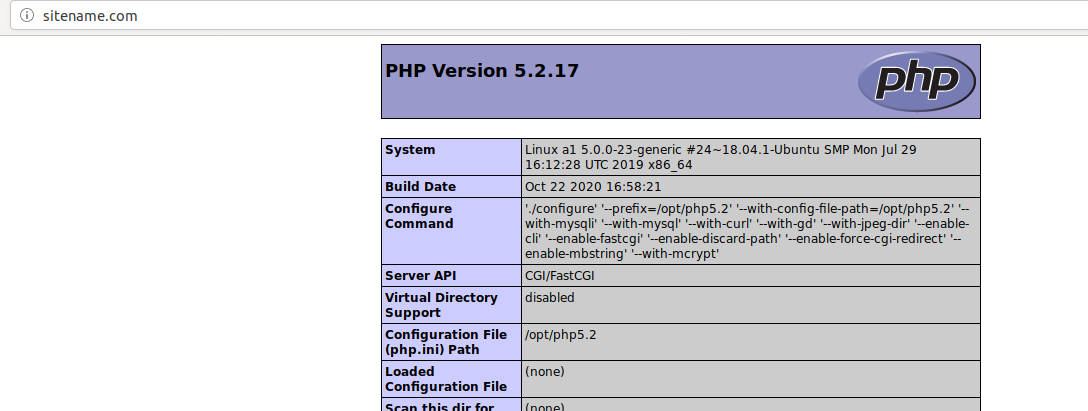 sitename.com
PHP Version 5.2.17
php
System
Linux a1 5.0.0-23-generic #24~18.04.1-Ubuntu SMP Mon Jul 29
16:12:28 UTC 2019 x86_64
Build Date
Oct 22 2020 16:58:21
Configure
Command
'./configure' '--prefix=/opt/php5.2' '--with-config-file-path=/opt/php5.2' '--
with-mysqli' '--with-mysql' '--with-curl' '--with-gd' '--with-jpeg-dir' '--enable-
cli' '--enable-fastcgi' '--enable-discard-path' '--enable-force-cgi-redirect' '--
enable-mbstring' '--with-mcrypt'
Server API
CGI/FastCGI
Virtual Directory
Support
disabled
Configuration File
(php.ini) Path
/opt/php5.2
Loaded
Configuration File
(none)
Scan this dir for
(none)